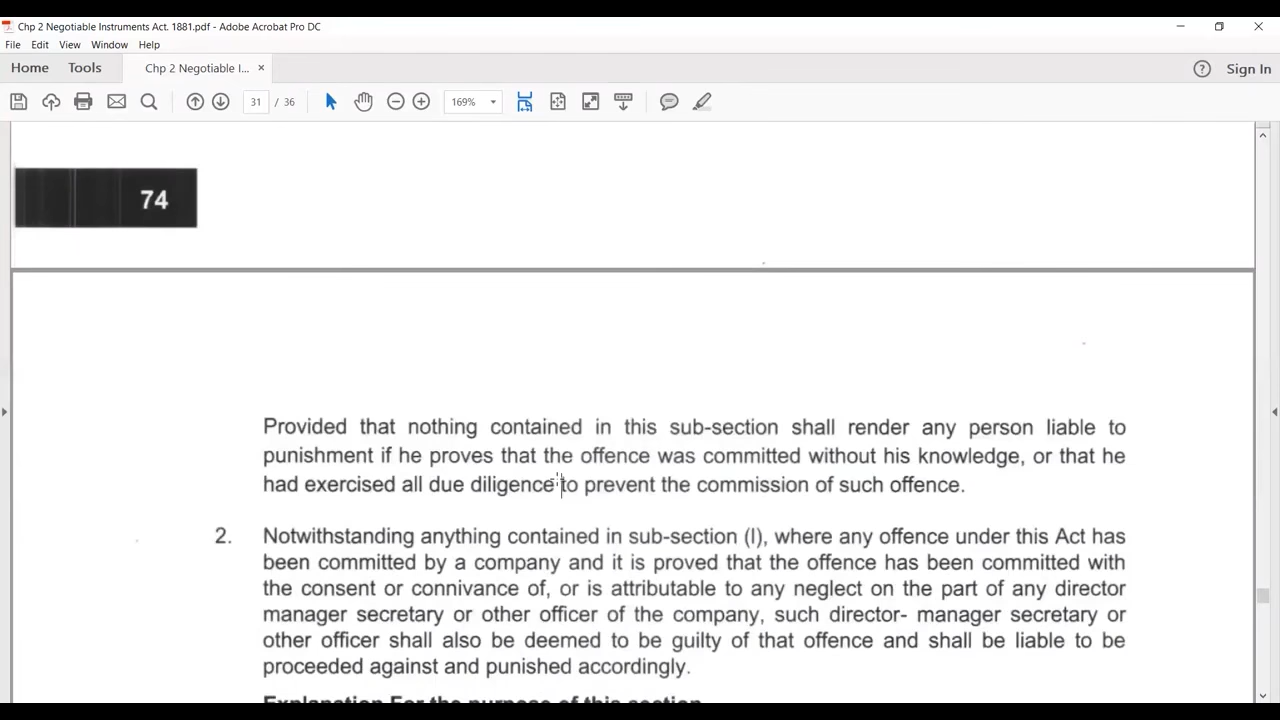 Chp 2 Negotiable Instruments Act. 1881.pdf - Adobe Acrobat Pro DC
File Edit View Window Help
Home Tools Chp 2 Negotiable I... × Sign In
31 / 36 169%
74
Provided that nothing contained in this sub-section shall render any person liable to
punishment if he proves that the offence was committed without his knowledge, or that he
had exercised all due diligence to prevent the commission of such offence.
2. Notwithstanding anything contained in sub-section (I), where any offence under this Act has
been committed by a company and it is proved that the offence has been committed with
the consent or connivance of, or is attributable to any neglect on the part of any director
manager secretary or other officer of the company, such director- manager secretary or
other officer shall also be deemed to be guilty of that offence and shall be liable to be
proceeded against and punished accordingly.
Explanation For the purpose of this section